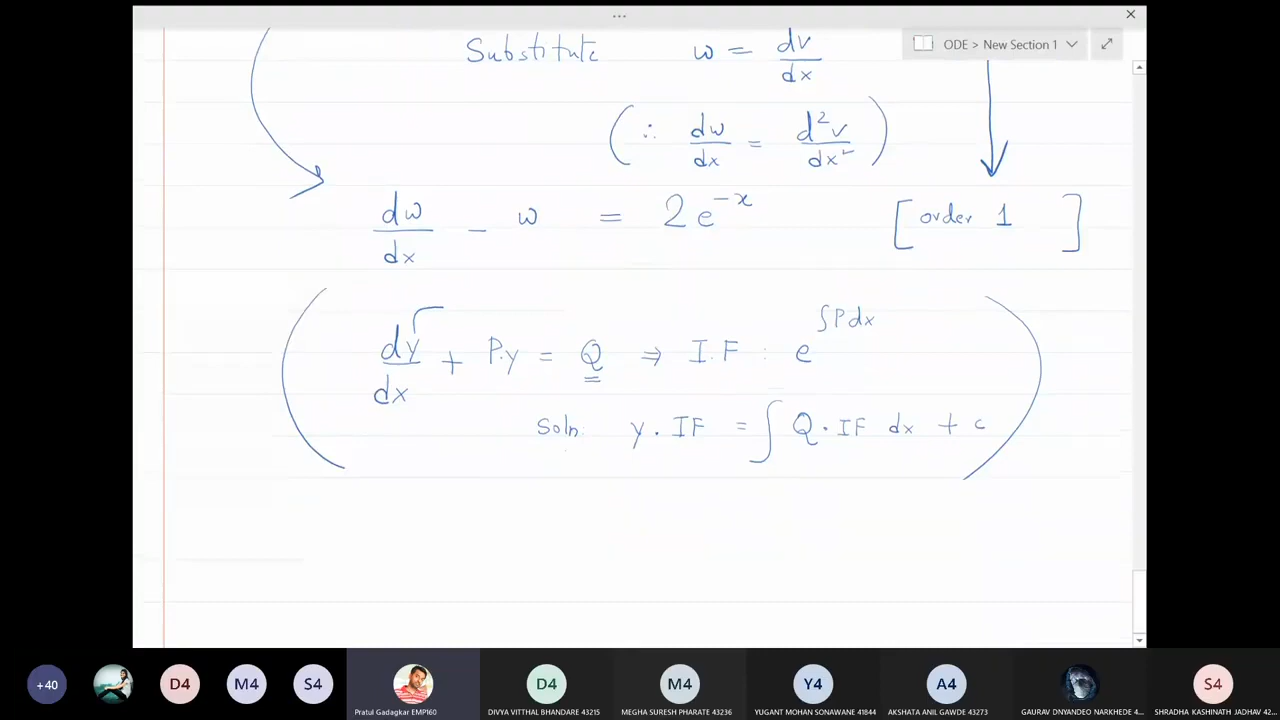 ODE > New Section 1
Substitute w = dv/dx
( ∴ dw/dx = d²v/dx² )
dw/dx - w = 2e^-x [order 1 ]
dy/dx + P.y = Q ⇒ I.F : e^∫Pdx
Soln. y . IF = ∫ Q . IF dx + c
+40 D4 M4 S4 D4 M4 Y4 A4 S4
Pratul Gadagkar EMP160 DIVYA VITTHAL BHANDARE 43215 MEGHA SURESH PHARATE 43236 YUGANT MOHAN SONAWANE 41844 AKSHATA ANIL GAWDE 43273 GAURAV DNYANDEO NARKHEDE 4... SHRADHA KASHINATH JADHAV 42...